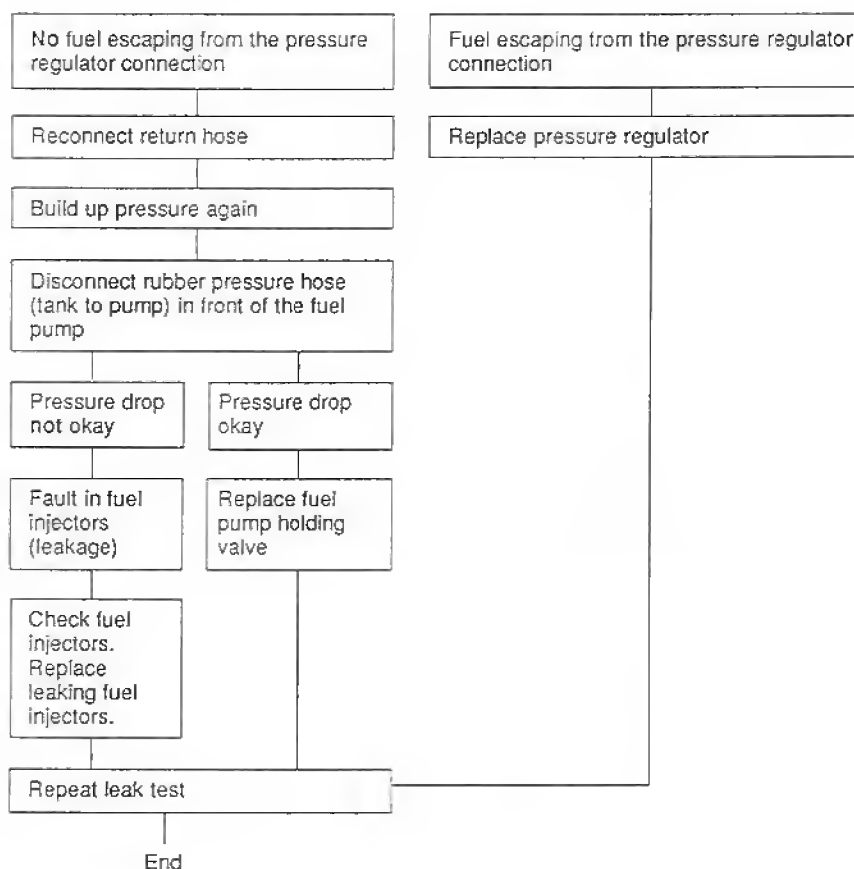 No fuel escaping from the pressure
regulator connection
Fuel escaping from the pressure regulator
connection
Reconnect return hose
Replace pressure regulator
Build up pressure again
Disconnect rubber pressure hose
(tank to pump) in front of the fuel
pump
Pressure drop
not okay
Pressure drop
okay
Fault in fuel
injectors
(leakage)
Replace fuel
pump holding
valve
Check fuel
injectors.
Replace
leaking fuel
injectors.
Repeat leak test
End